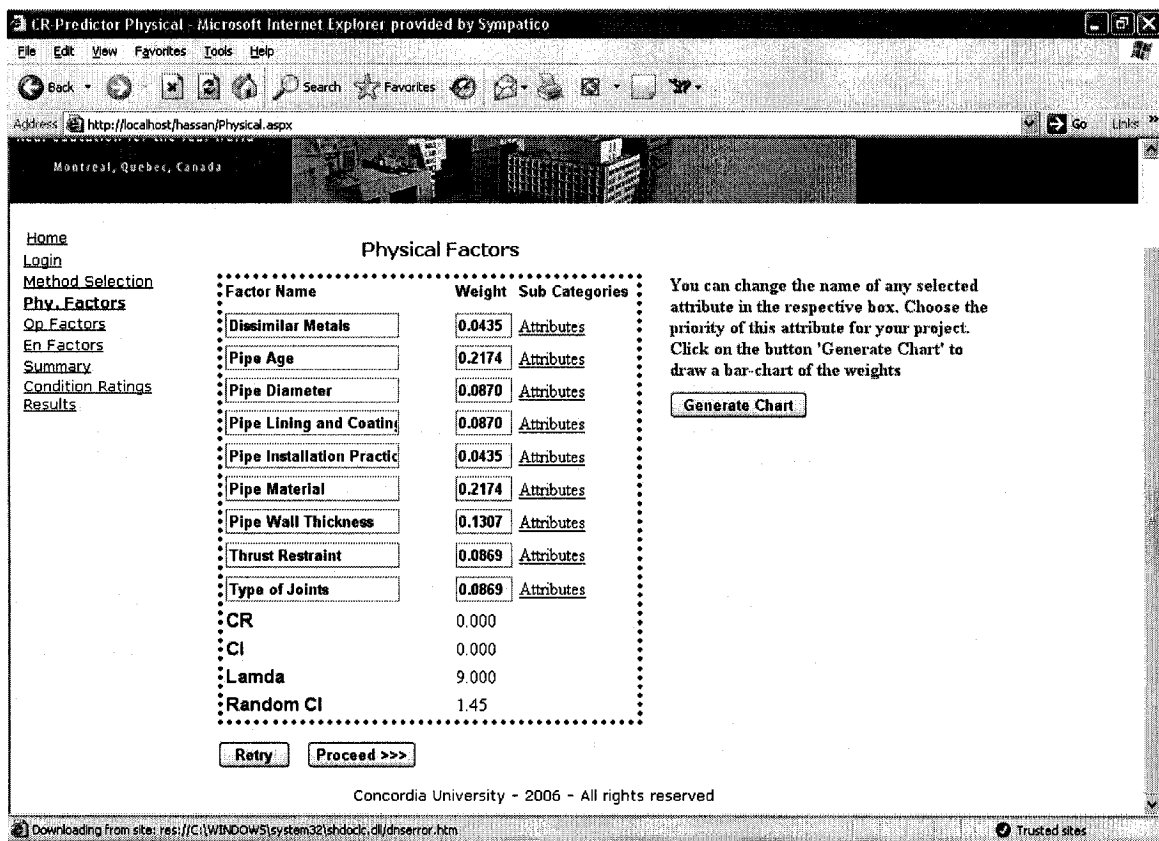 CR-Predictor Physical - Microsoft Internet Explorer provided by Sympatico
File Edit View Favorites Tools Help
Back Search Favorites
Address http://localhost/hassan/Physical.aspx Go Links »
Montreal, Quebec, Canada
Home
Login
Method Selection
Phy. Factors
Op Factors
En Factors
Summary
Condition Ratings
Results
Physical Factors
Factor Name Weight Sub Categories
Dissimilar Metals 0.0435 Attributes
Pipe Age 0.2174 Attributes
Pipe Diameter 0.0870 Attributes
Pipe Lining and Coating 0.0870 Attributes
Pipe Installation Practic 0.0435 Attributes
Pipe Material 0.2174 Attributes
Pipe Wall Thickness 0.1307 Attributes
Thrust Restraint 0.0869 Attributes
Type of Joints 0.0869 Attributes
CR 0.000
CI 0.000
Lamda 9.000
Random CI 1.45
Retry Proceed >>>
You can change the name of any selected
attribute in the respective box. Choose the
priority of this attribute for your project.
Click on the button 'Generate Chart' to
draw a bar-chart of the weights
Generate Chart
Concordia University - 2006 - All rights reserved
Downloading from site: res://C:\WINDOWS\system32\shdoclc.dll/dnserror.htm Trusted sites